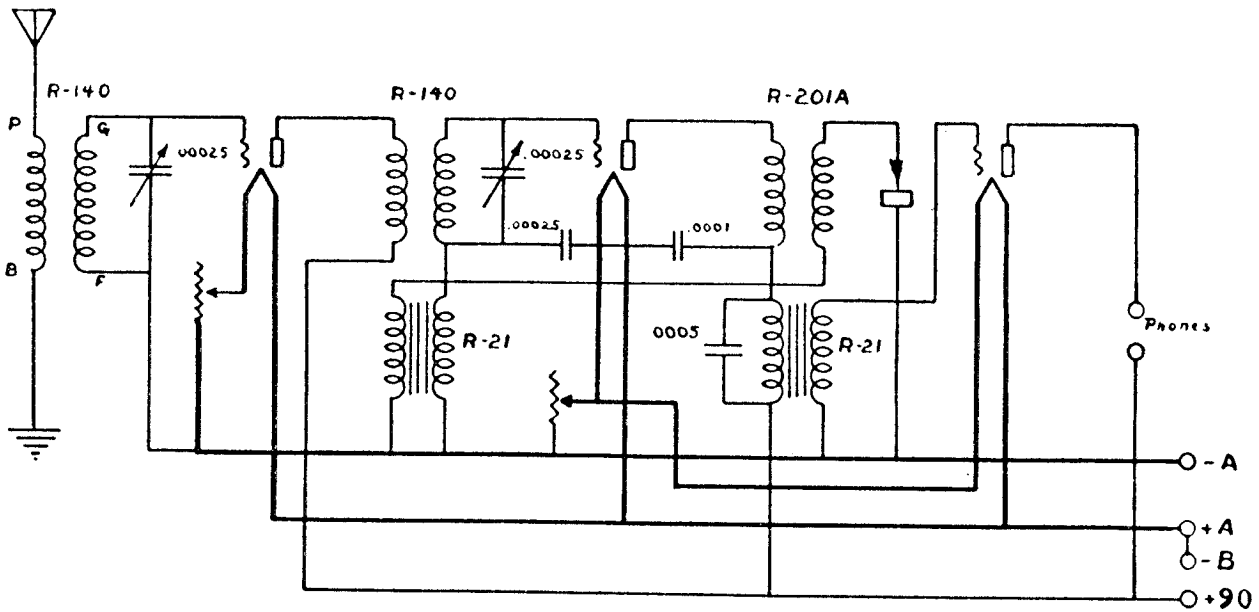 R-140
R-140
R-201A
P
G
.00025
.00025
.00025
.0001
B
F
R-21
.0005
R-21
Phones
-A
+A
-B
+90